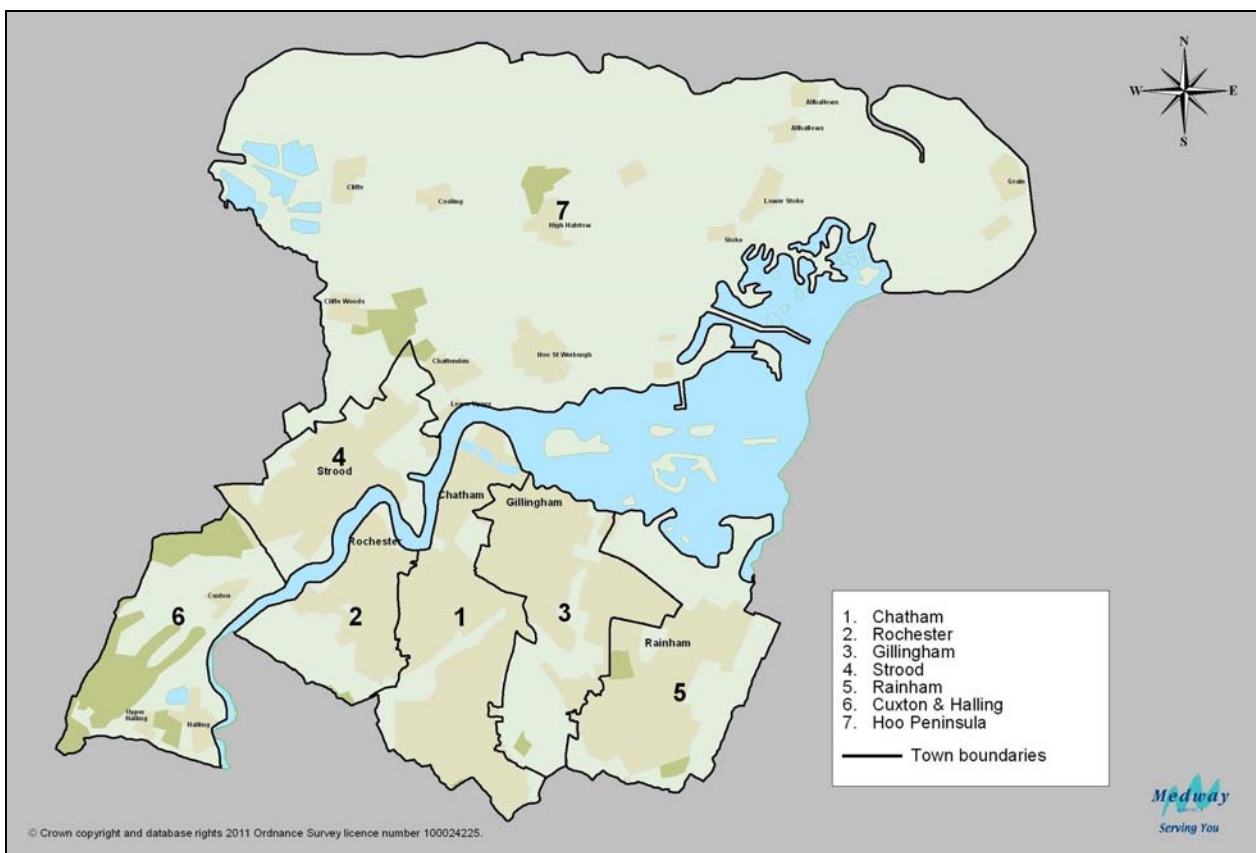 N
W E
S
Allhallows
Allhallows
Cliffe
Cooling
7
High Halstow
Lower Stoke
Grain
Stoke
Cliffe Woods
Chattenden
Hoo St Werburgh
Lower Upnor
4
Strood
Chatham
Gillingham
Rochester
6
Cuxton
2
1
3
Rainham
5
Upper
Halling
Halling
1. Chatham
2. Rochester
3. Gillingham
4. Strood
5. Rainham
6. Cuxton & Halling
7. Hoo Peninsula
Town boundaries
Medway
Serving You
© Crown copyright and database rights 2011 Ordnance Survey licence number 100024225.